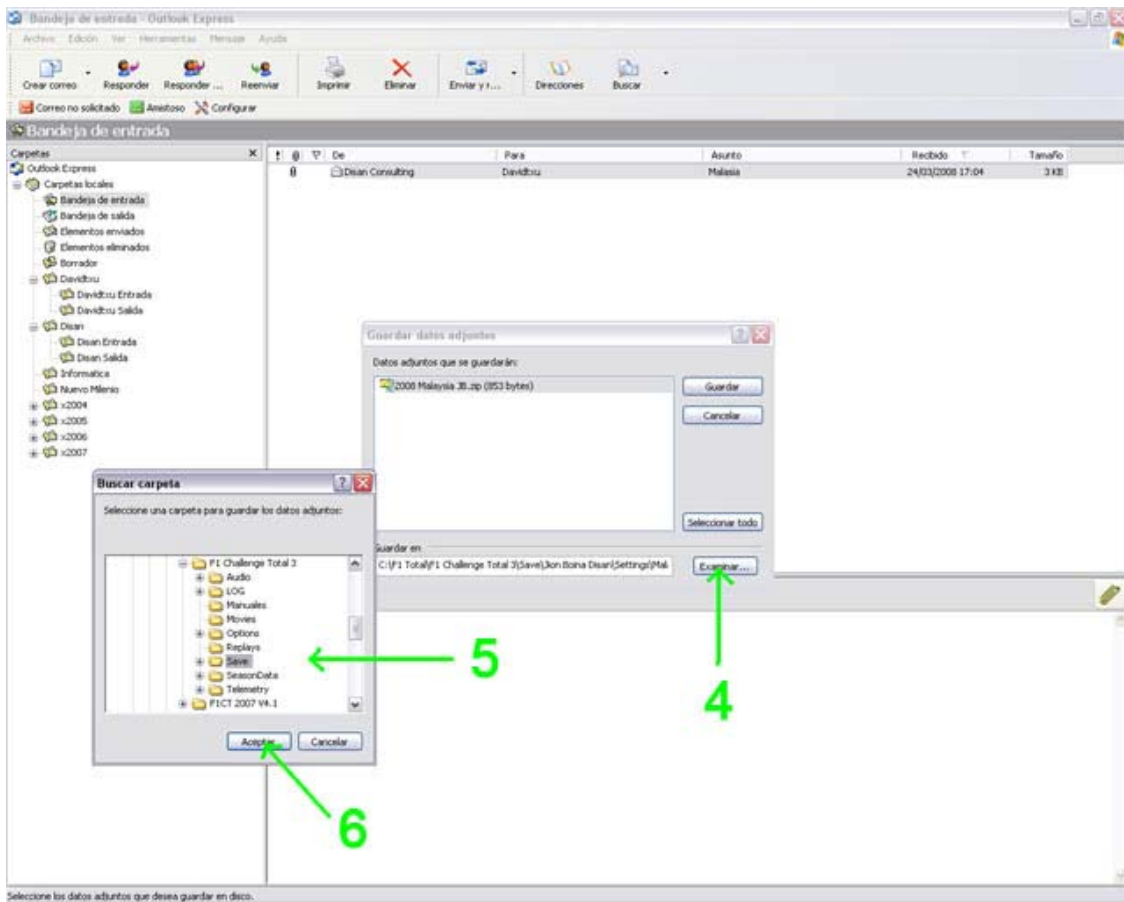 Bandeja de entrada - Outlook Express
Archivo Edición Ver Herramientas Mensaje Ayuda
Crear correo Responder Responder ... Reenviar Imprimir Eliminar Enviar y r... Direcciones Buscar
Correo no solicitado Amistoso Configurar
Bandeja de entrada
Carpetas
De Para Asunto Recibido Tamaño
Disan Consulting Davidtxu Malasia 24/03/2008 17:04 3 KB
Outlook Express
Carpetas locales
Bandeja de entrada
Bandeja de salida
Elementos enviados
Elementos eliminados
Borrador
Davidtxu
Davidtxu Entrada
Davidtxu Salida
Disan
Disan Entrada
Disan Salida
Informatica
Nuevo Milenio
x2004
x2005
x2006
x2007
Guardar datos adjuntos
Datos adjuntos que se guardarán:
2008 Malaysia JB.zip (853 bytes)
Guardar
Cancelar
Seleccionar todo
Guardar en
C:\F1 Total\F1 Challenge Total 3\Save\Jon Boina Disan\Settings\Mal
Examinar...
4
Buscar carpeta
Seleccione una carpeta para guardar los datos adjuntos:
F1 Challenge Total 3
Audio
LOG
Manuales
Movies
Options
Replays
Save
SeasonData
Telemetry
F1CT 2007 V4.1
Aceptar Cancelar
5
6
Seleccione los datos adjuntos que desea guardar en disco.